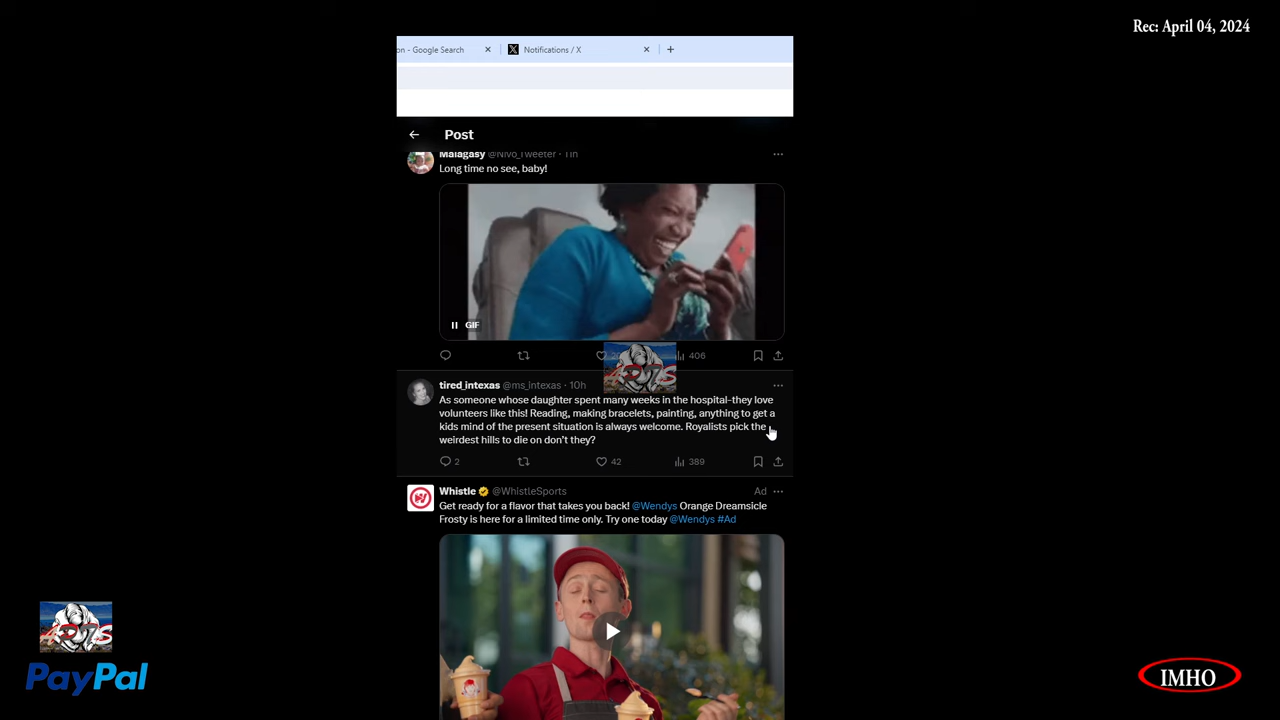 Rec: April 04, 2024
on - Google Search
Notifications / X
Post
Malagasy @Nivo_Tweeter · 11h
Long time no see, baby!
GIF
406
tired_intexas @ms_intexas · 10h
As someone whose daughter spent many weeks in the hospital-they love
volunteers like this! Reading, making bracelets, painting, anything to get a
kids mind of the present situation is always welcome. Royalists pick the
weirdest hills to die on don’t they?
2 42 389
Whistle @WhistleSports Ad
Get ready for a flavor that takes you back! @Wendys Orange Dreamsicle
Frosty is here for a limited time only. Try one today @Wendys #Ad
PayPal
IMHO